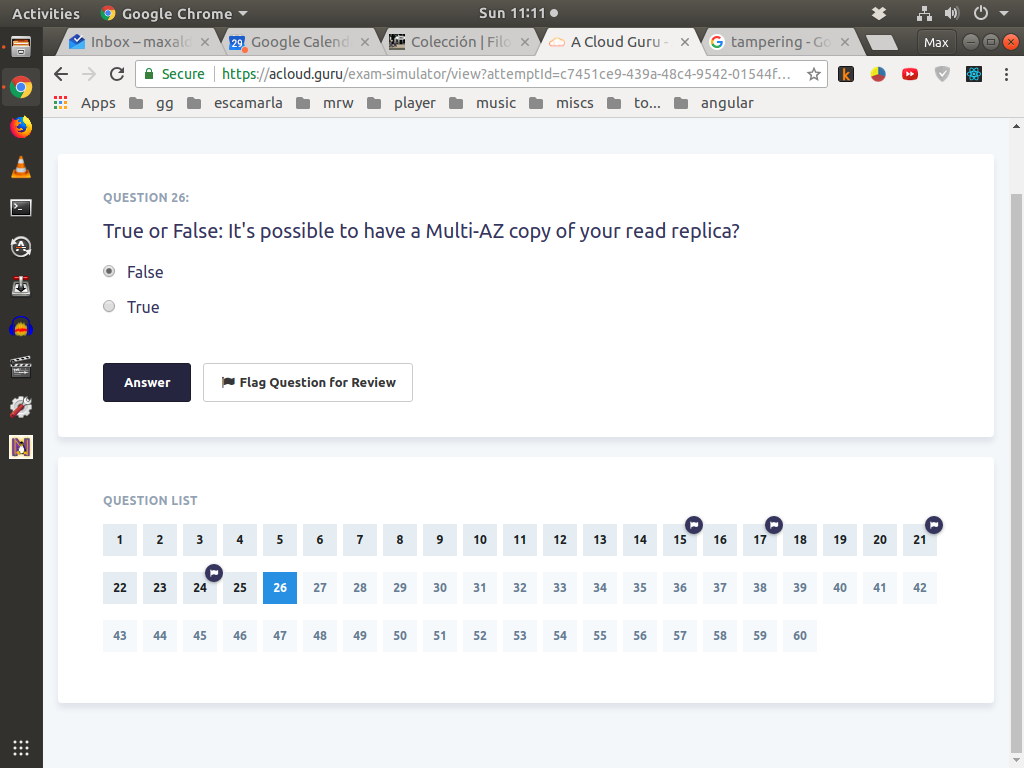 Activities Google Chrome Sun 11:11
Inbox – maxald Google Calend Colección | Filo A Cloud Guru - tampering - Go Max
Secure https://acloud.guru/exam-simulator/view?attemptId=c7451ce9-439a-48c4-9542-01544f...
Apps gg escamarla mrw player music miscs to... angular
QUESTION 26:
True or False: It's possible to have a Multi-AZ copy of your read replica?
False
True
Answer Flag Question for Review
QUESTION LIST
1 2 3 4 5 6 7 8 9 10 11 12 13 14 15 16 17 18 19 20 21
22 23 24 25 26 27 28 29 30 31 32 33 34 35 36 37 38 39 40 41 42
43 44 45 46 47 48 49 50 51 52 53 54 55 56 57 58 59 60